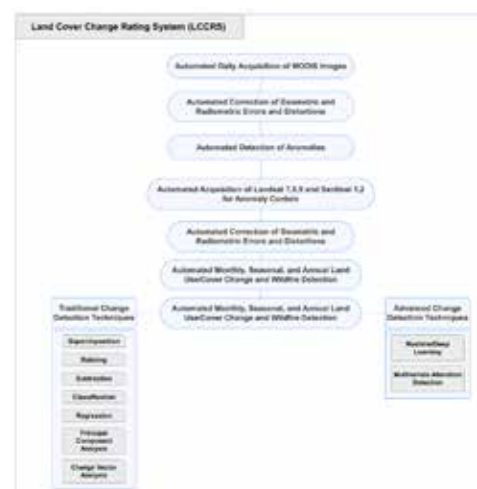 Land Cover Change Rating System (LCCRS)
Automated Daily Acquisition of MODIS Images
Automated Correction of Geometric and
Radiometric Errors and Distortions
Automated Detection of Anomalies
Automated Acquisition of Landsat 7,8,9 and Sentinel 1,2
for Anomaly Contols
Automated Correction of Geometric and
Radiometric Errors and Distortions
Automated Monthly, Seasonal, and Annual Land
Use/Cover Change and Wildfire Detection
Traditional Change
Detection Techniques
Automated Monthly, Seasonal, and Annual Land
Use/Cover Change and Wildfire Detection
Advanced Change
Detection Techniques
Superimposition
Ratioing
Subtraction
Classification
Regression
Principal
Component
Analysis
Change Vector
Analysis
Machine/Deep
Learning
Multivariate Alteration
Detection